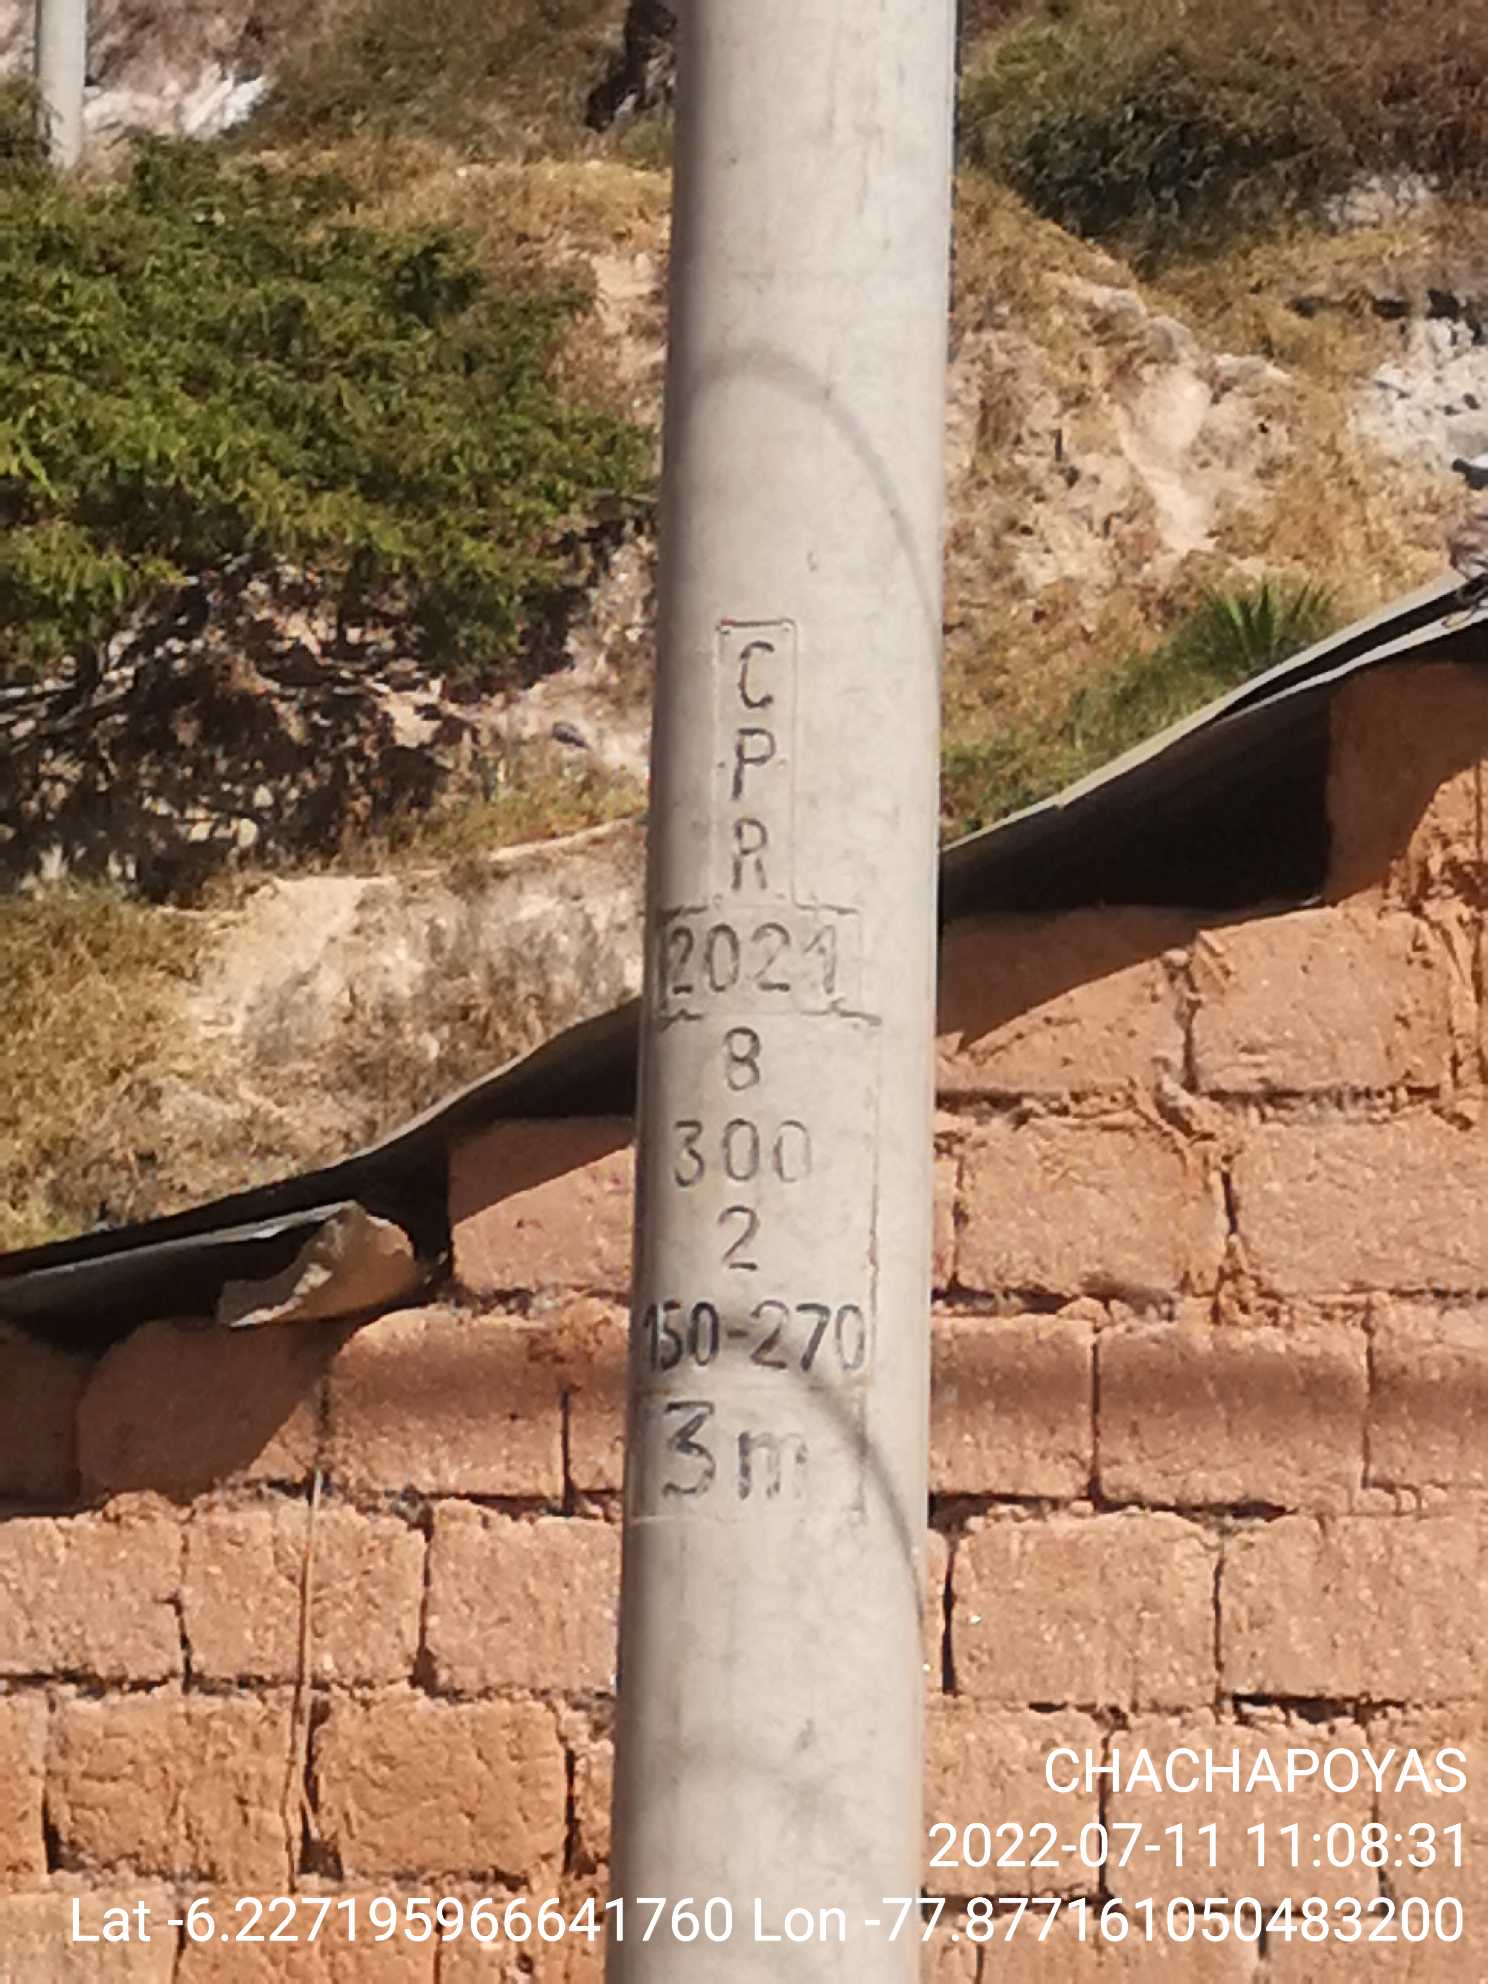 C
P
R
2021
8
300
2
150-270
3m
CHACHAPOYAS
2022-07-11 11:08:31
Lat -6.227195966641760 Lon -77.877161050483200